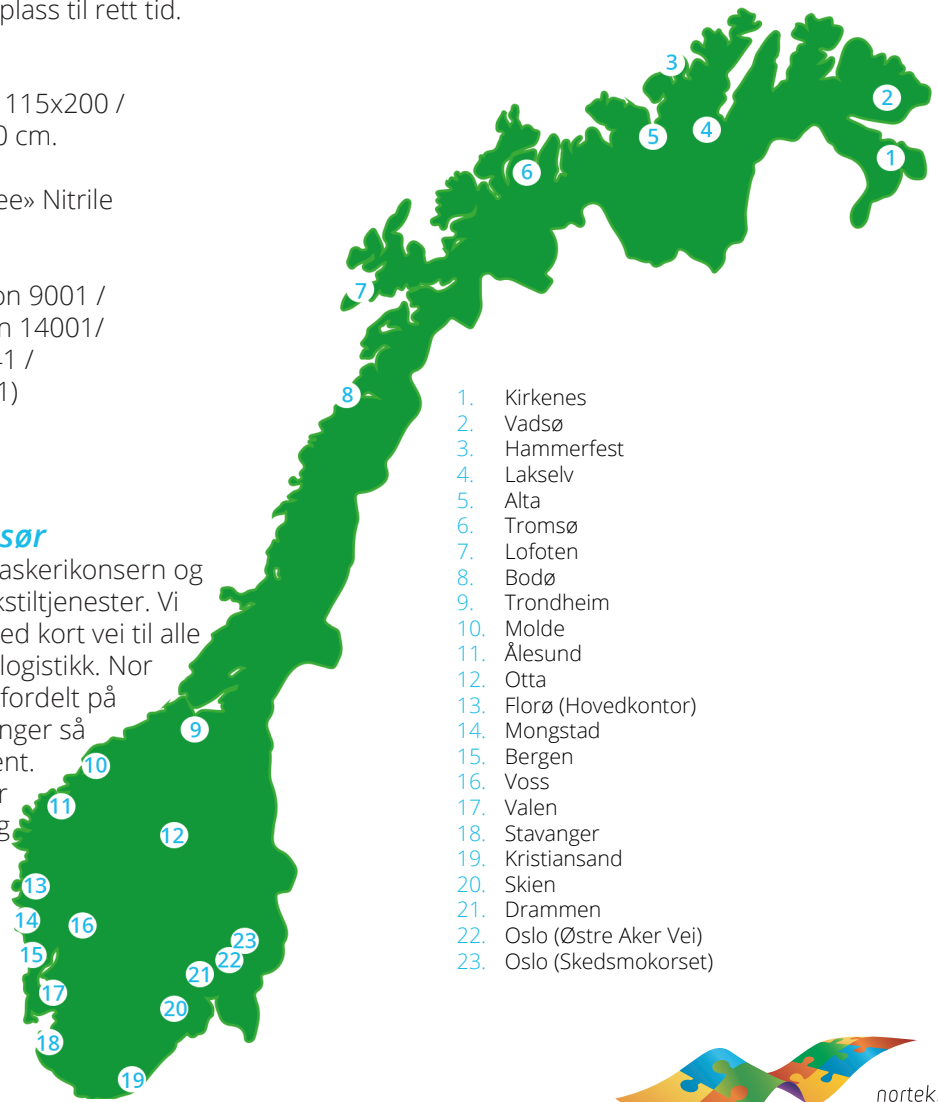 plass til rett tid.
115x200 /
0 cm.
ee» Nitrile
on 9001 /
n 14001/
1 /
1)
sør
askerikonsern og
kstiltjenester. Vi
ed kort vei til alle
logistikk. Nor
fordelt på
nger så
ent.
r
g
3
2
4
5
1
6
7
8
9
10
11
12
13
14
16
15
23
22
21
17
20
18
19
1. Kirkenes
2. Vadsø
3. Hammerfest
4. Lakselv
5. Alta
6. Tromsø
7. Lofoten
8. Bodø
9. Trondheim
10. Molde
11. Ålesund
12. Otta
13. Florø (Hovedkontor)
14. Mongstad
15. Bergen
16. Voss
17. Valen
18. Stavanger
19. Kristiansand
20. Skien
21. Drammen
22. Oslo (Østre Aker Vei)
23. Oslo (Skedsmokorset)
nortek